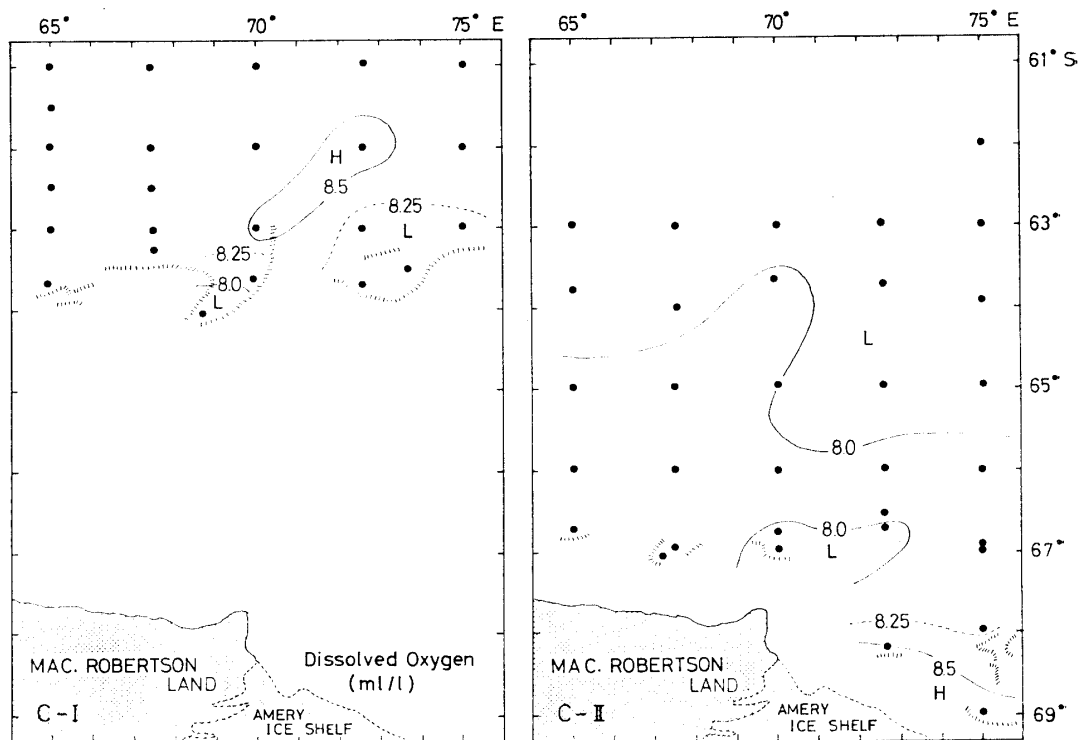 65° 70° 75° E
H
8.5
8.25
L
8.25
8.0
L
MAC. ROBERTSON
LAND
Dissolved Oxygen
(ml/l)
C-I
AMERY
ICE SHELF
65° 70° 75° E
61° S
63°
L
65°
8.0
8.0
L
67°
8.25
8.5
H
69°
MAC. ROBERTSON
LAND
C-II
AMERY
ICE SHELF